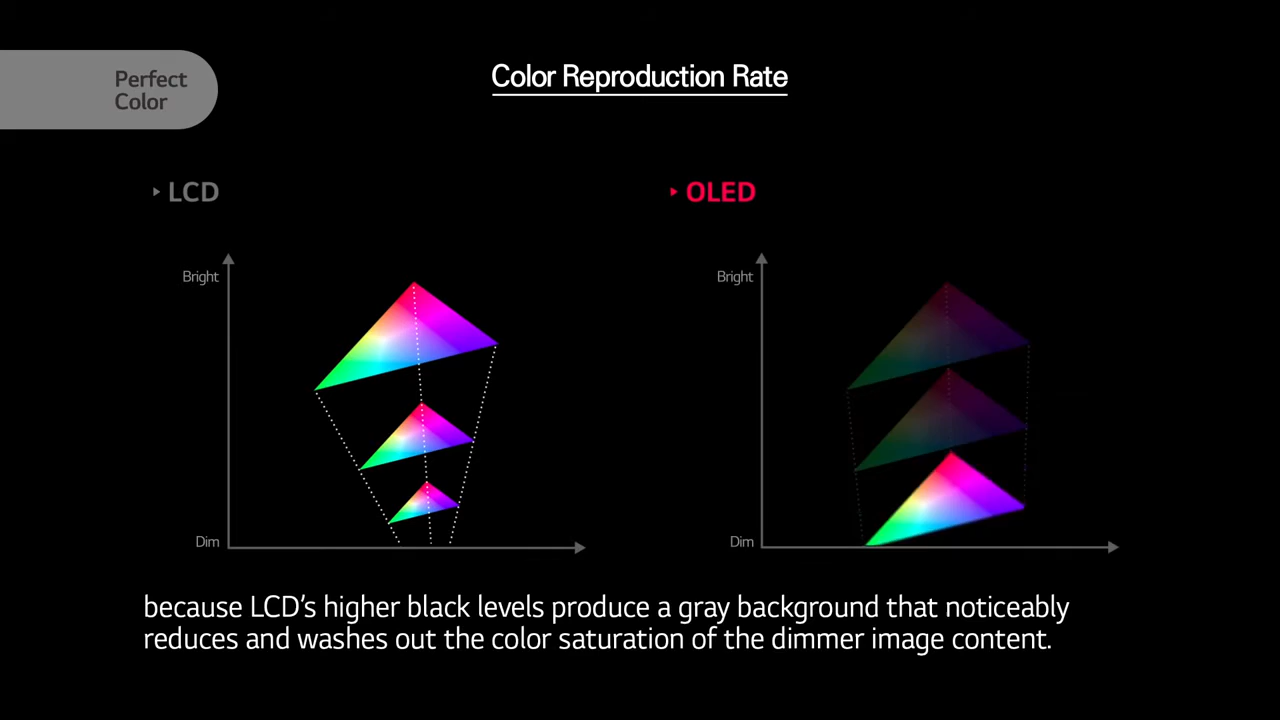 Perfect
Color
Color Reproduction Rate
LCD
OLED
Bright
Dim
Bright
Dim
because LCD's higher black levels produce a gray background that noticeably
reduces and washes out the color saturation of the dimmer image content.